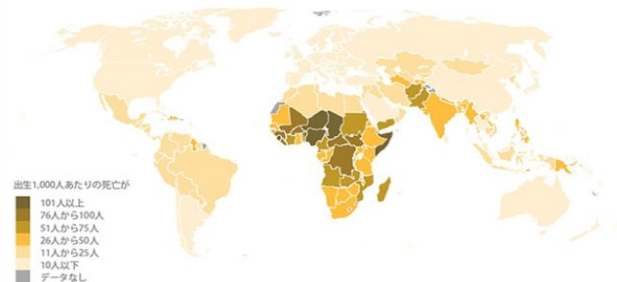 出生1,000人あたりの死亡が
101人以上
76人から100人
51人から75人
26人から50人
11人から25人
10人以下
データなし